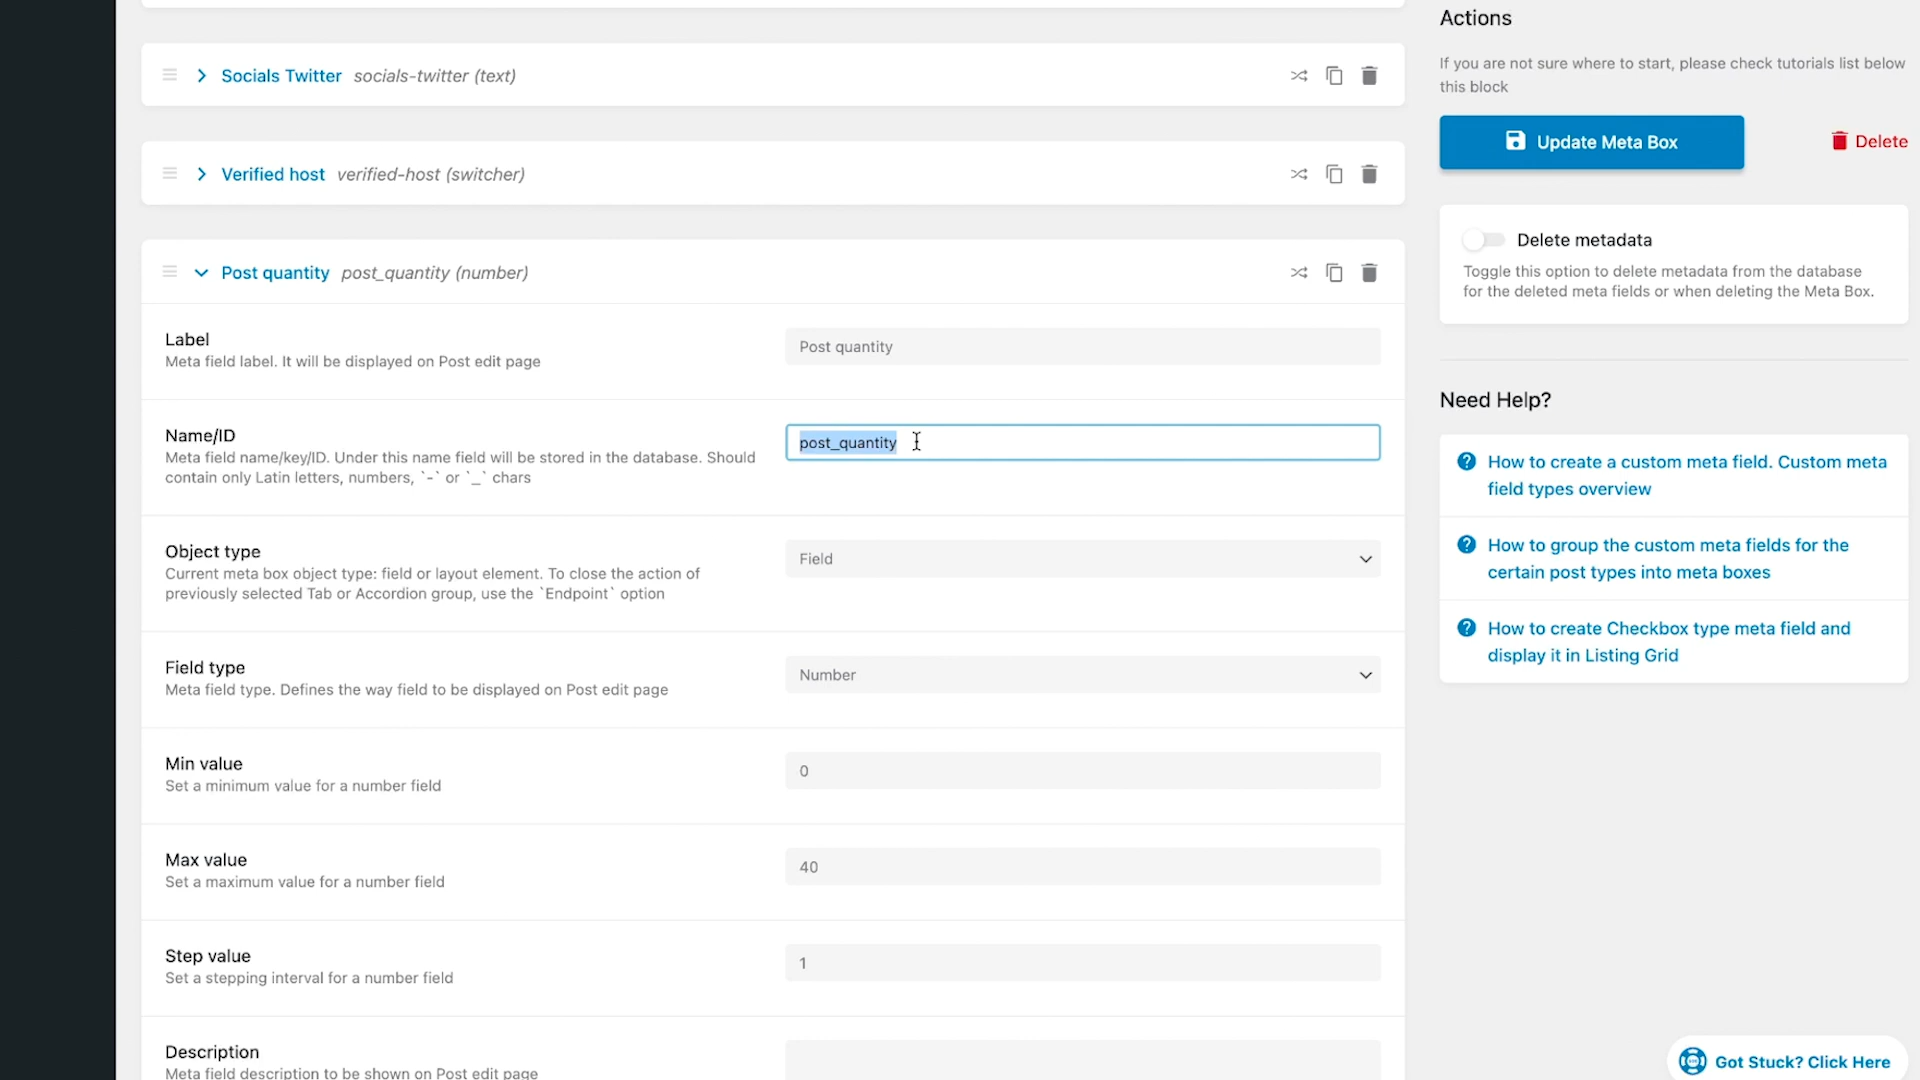 Socials Twitter socials-twitter (text)
Verified host verified-host (switcher)
Post quantity post_quantity (number)
Label
Meta field label. It will be displayed on Post edit page
Post quantity
Name/ID
Meta field name/key/ID. Under this name field will be stored in the database. Should
contain only Latin letters, numbers, `-` or `_` chars
post_quantity
Object type
Current meta box object type: field or layout element. To close the action of
previously selected Tab or Accordion group, use the `Endpoint` option
Field
Field type
Meta field type. Defines the way field to be displayed on Post edit page
Number
Min value
Set a minimum value for a number field
0
Max value
Set a maximum value for a number field
40
Step value
Set a stepping interval for a number field
1
Description
Meta field description to be shown on Post edit page
Actions
If you are not sure where to start, please check tutorials list below
this block
Update Meta Box
Delete
Delete metadata
Toggle this option to delete metadata from the database
for the deleted meta fields or when deleting the Meta Box.
Need Help?
How to create a custom meta field. Custom meta
field types overview
How to group the custom meta fields for the
certain post types into meta boxes
How to create Checkbox type meta field and
display it in Listing Grid
Got Stuck? Click Here